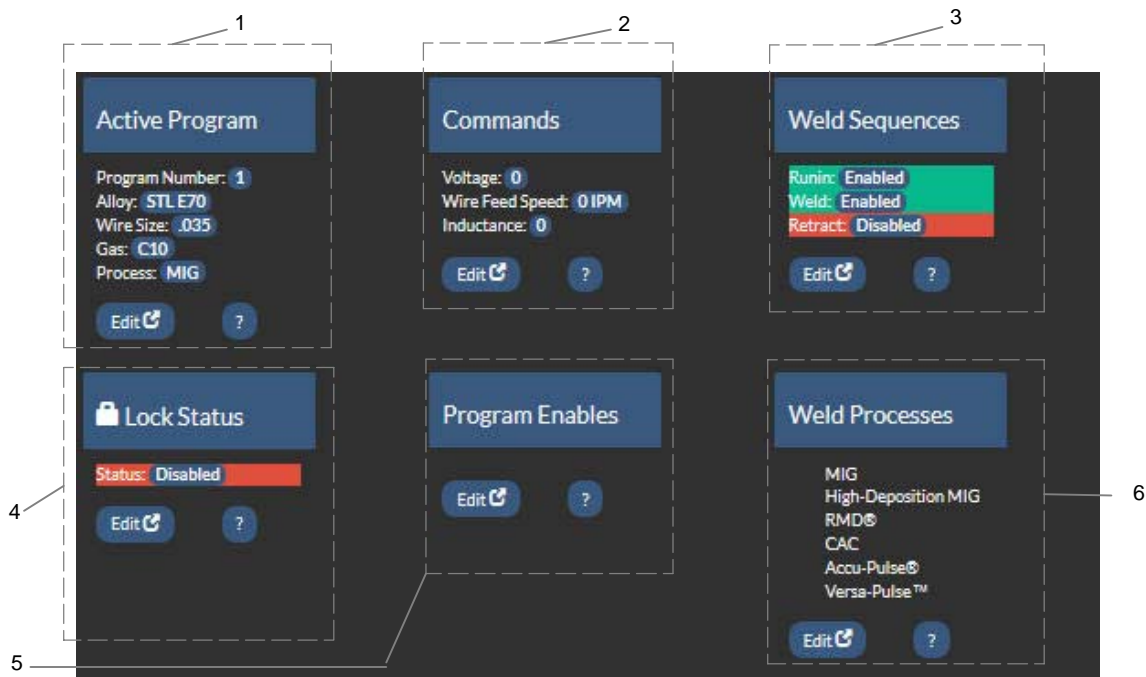 1
2
3
Active Program
Program Number: 1
Alloy: STL E70
Wire Size: .035
Gas: C10
Process: MIG
Edit ?
Commands
Voltage: 0
Wire Feed Speed: 0 IPM
Inductance: 0
Edit ?
Weld Sequences
Runin: Enabled
Weld: Enabled
Retract: Disabled
Edit ?
4
Lock Status
Status: Disabled
Edit ?
5
Program Enables
Edit ?
6
Weld Processes
MIG
High-Deposition MIG
RMD®
CAC
Accu-Pulse®
Versa-Pulse™
Edit ?